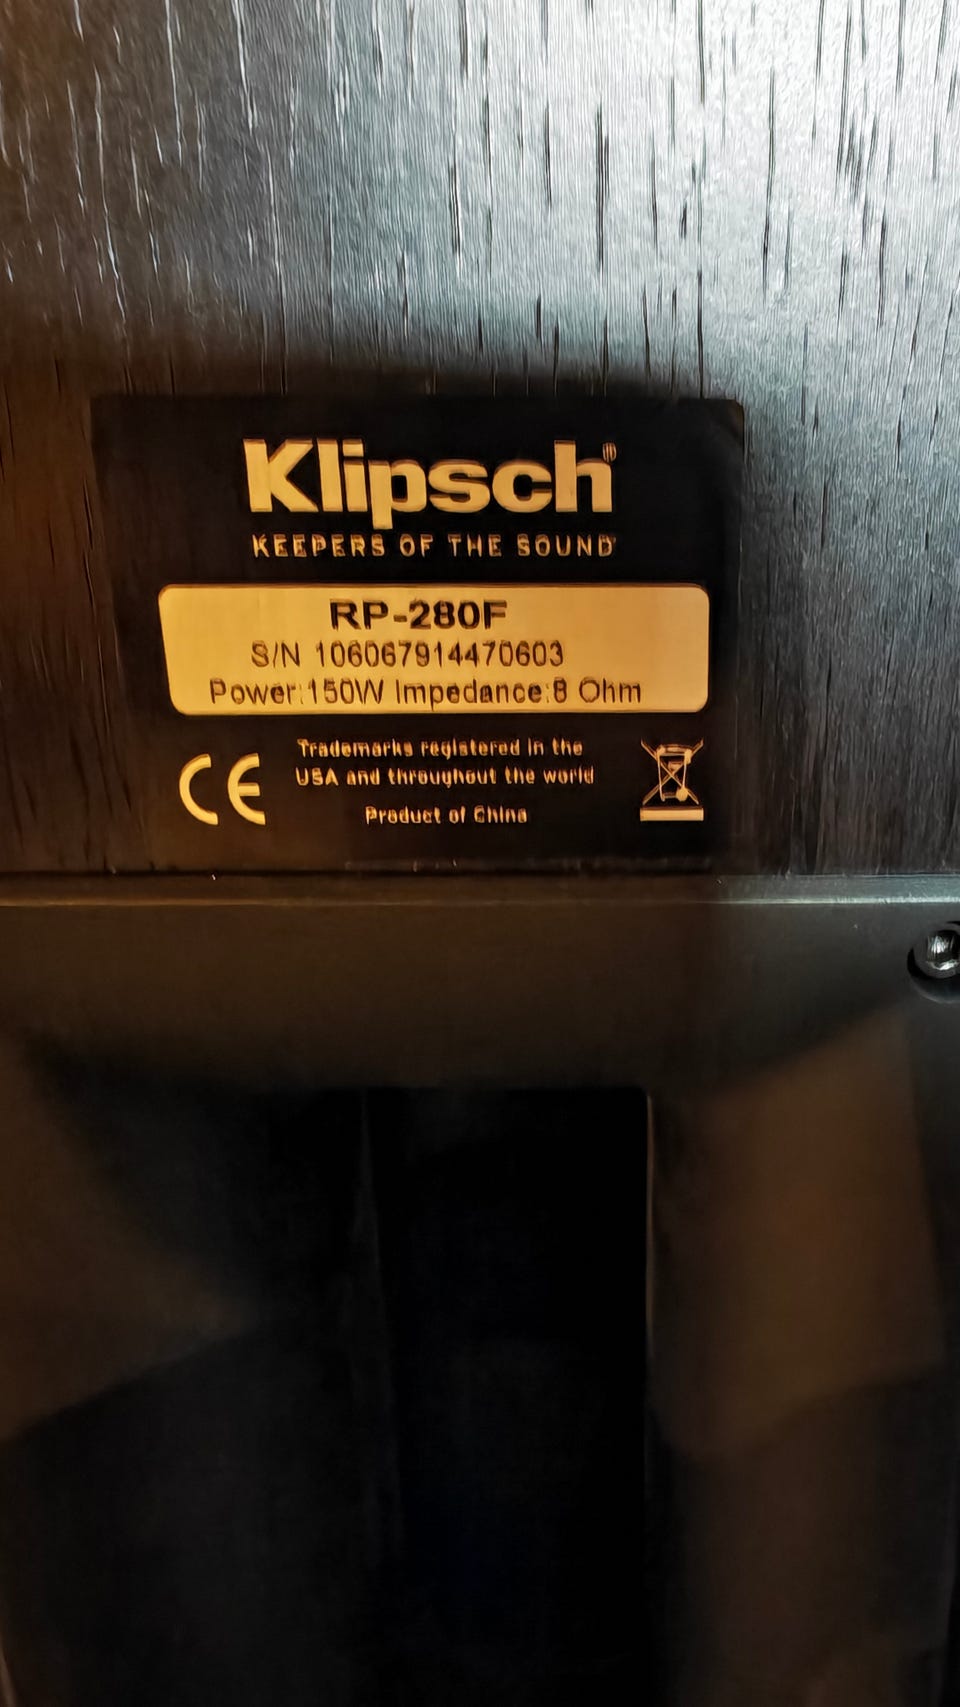 Klipsch®
KEEPERS OF THE SOUND
RP-280F
S/N 106067914470603
Power:150W Impedance:8 Ohm
Trademarks registered in the
USA and throughout the world
Product of China
CE